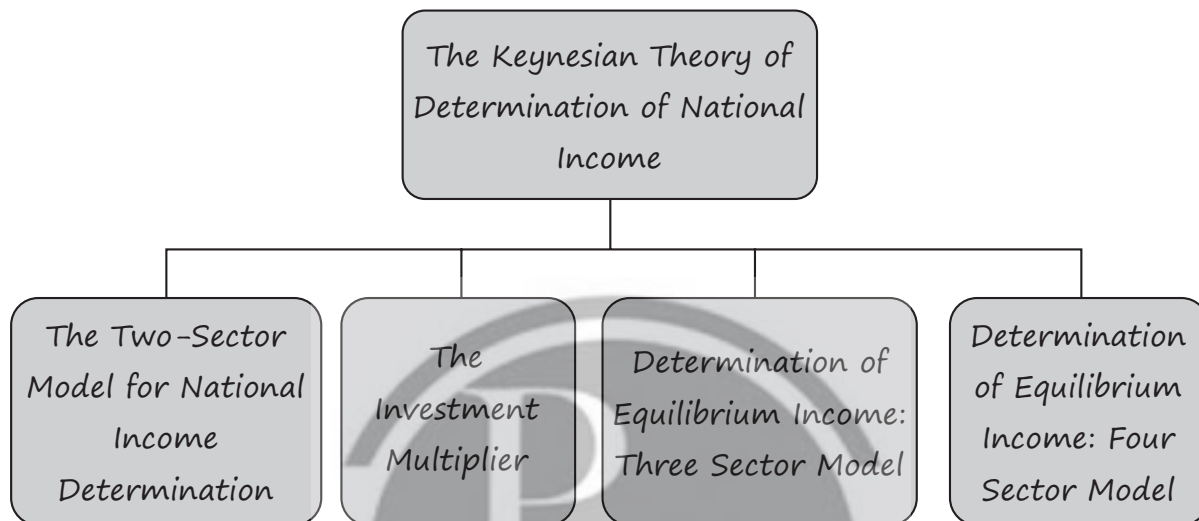 The Keynesian Theory of
Determination of National
Income
The Two-Sector
Model for National
Income
Determination
The
Investment
Multiplier
Determination of
Equilibrium Income:
Three Sector Model
Determination
of Equilibrium
Income: Four
Sector Model
P